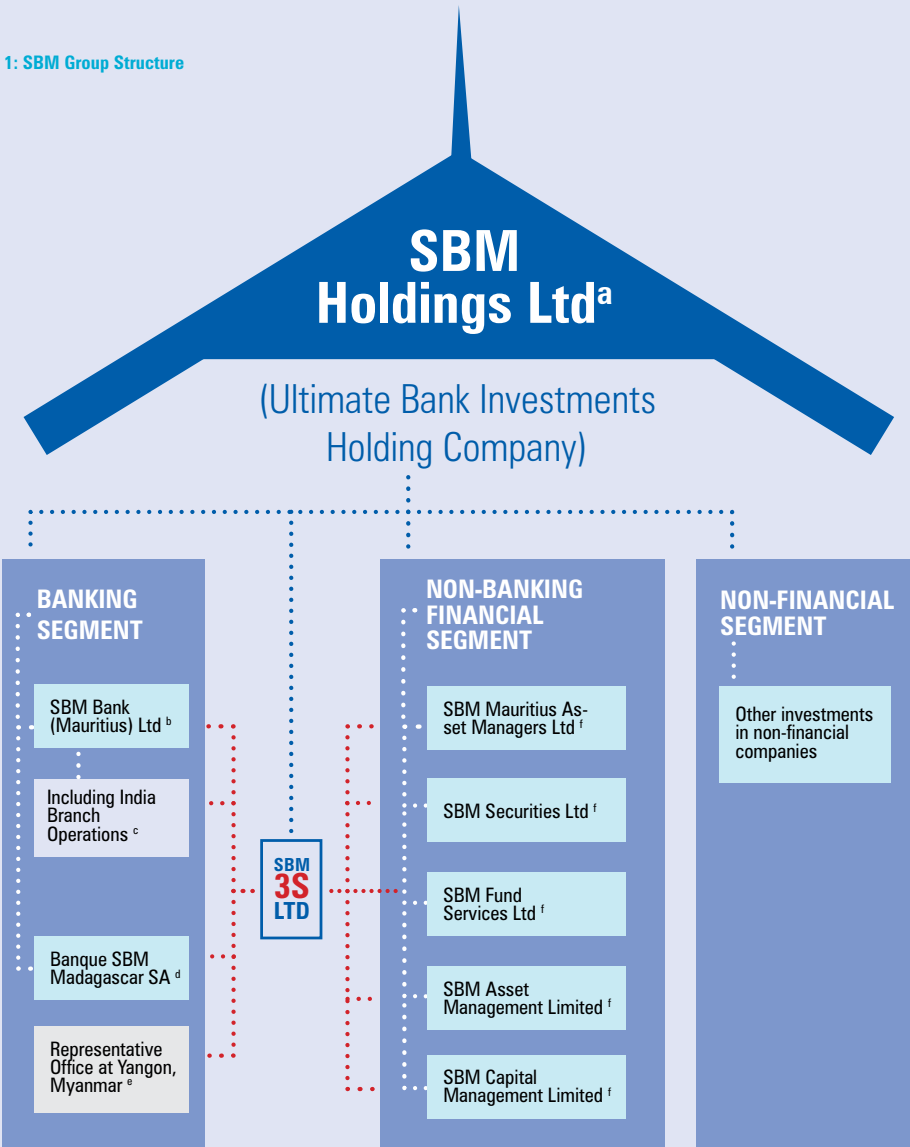 1: SBM Group Structure
SBM
Holdings Ltdª
(Ultimate Bank Investments
Holding Company)
BANKING
SEGMENT
SBM Bank
(Mauritius) Ltd ᵇ
Including India
Branch
Operations ᶜ
Banque SBM
Madagascar SA ᵈ
Representative
Office at Yangon,
Myanmar ᵉ
SBM
3S
LTD
NON-BANKING
FINANCIAL
SEGMENT
SBM Mauritius As-
set Managers Ltd ᶠ
SBM Securities Ltd ᶠ
SBM Fund
Services Ltd ᶠ
SBM Asset
Management Limited ᶠ
SBM Capital
Management Limited ᶠ
NON-FINANCIAL
SEGMENT
Other investments
in non-financial
companies